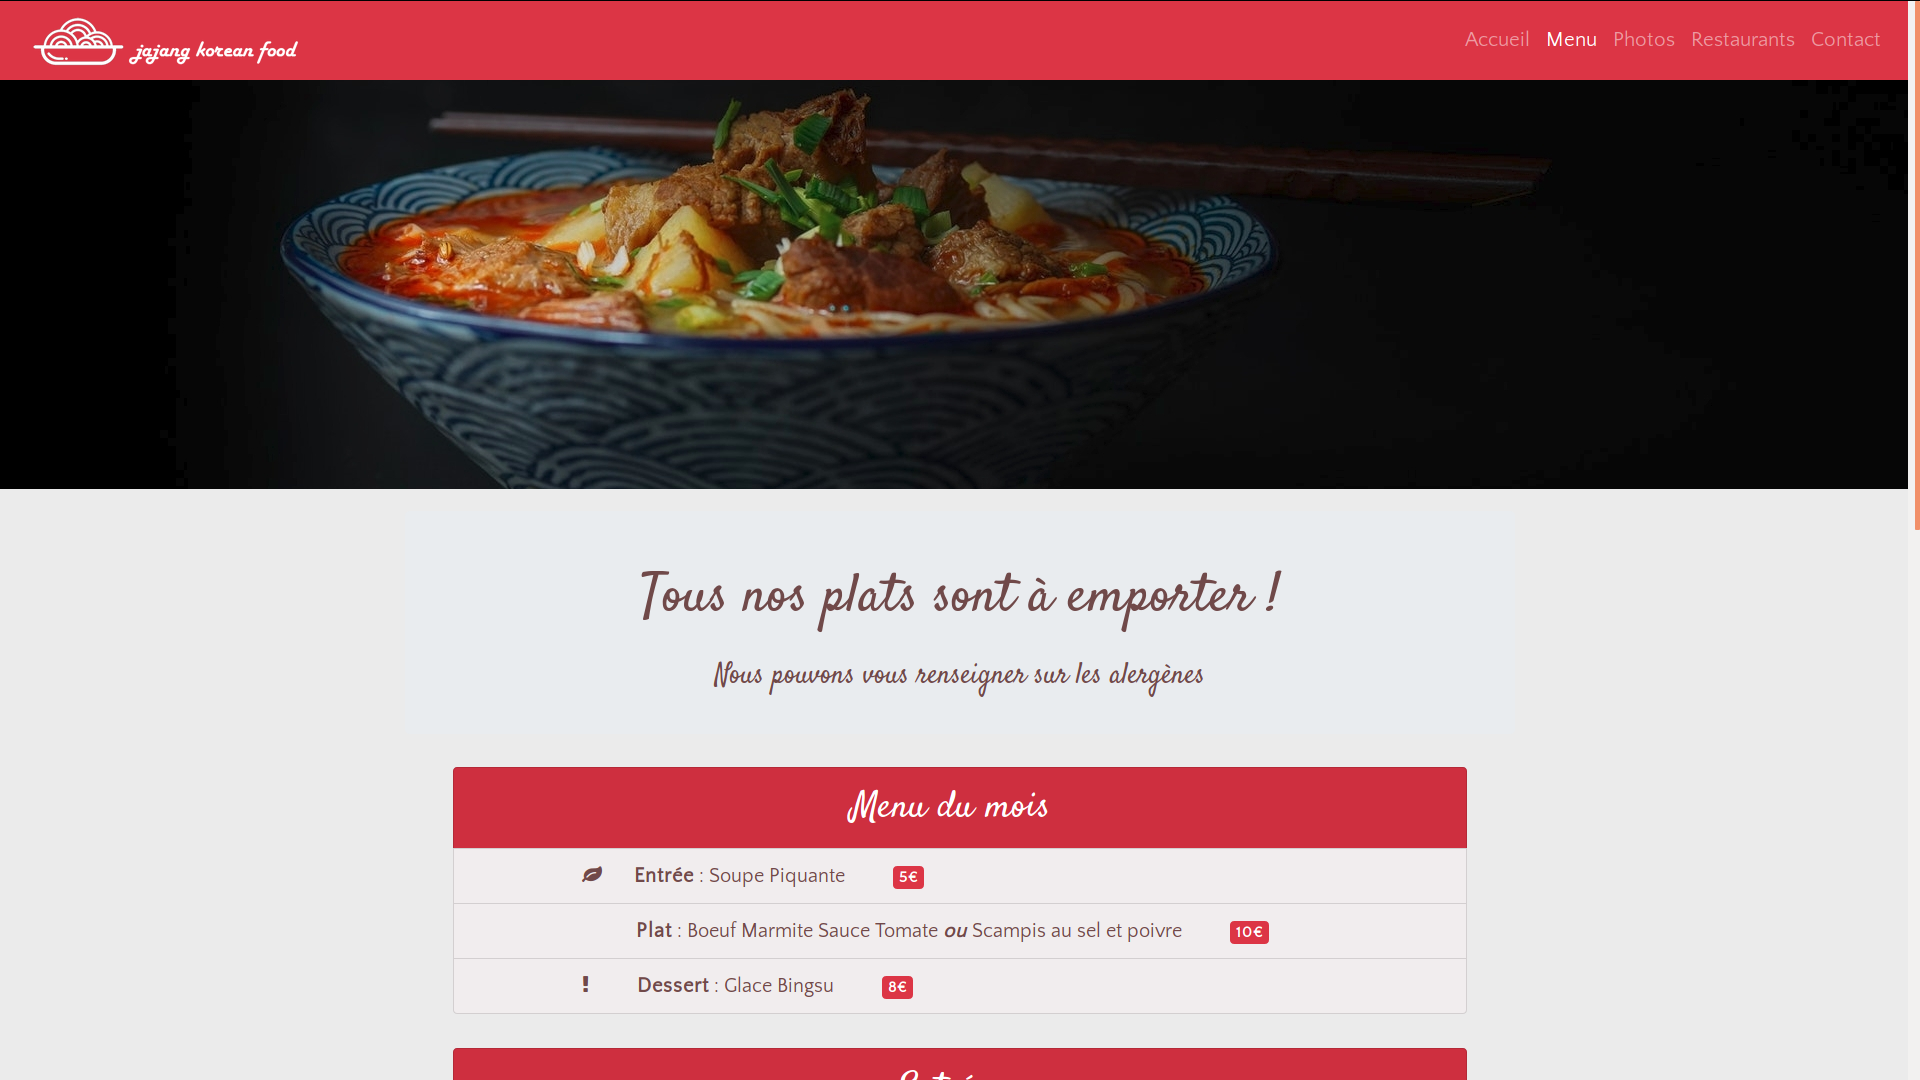 jajang korean food
Accueil Menu Photos Restaurants Contact
Tous nos plats sont à emporter !
Nous pouvons vous renseigner sur les alergènes
Menu du mois
Entrée : Soupe Piquante 5€
Plat : Boeuf Marmite Sauce Tomate ou Scampis au sel et poivre 10€
! Dessert : Glace Bingsu 8€